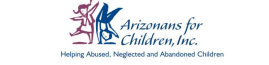 Arizonans for
Children, Inc.
Helping Abused, Neglected and Abandoned Children